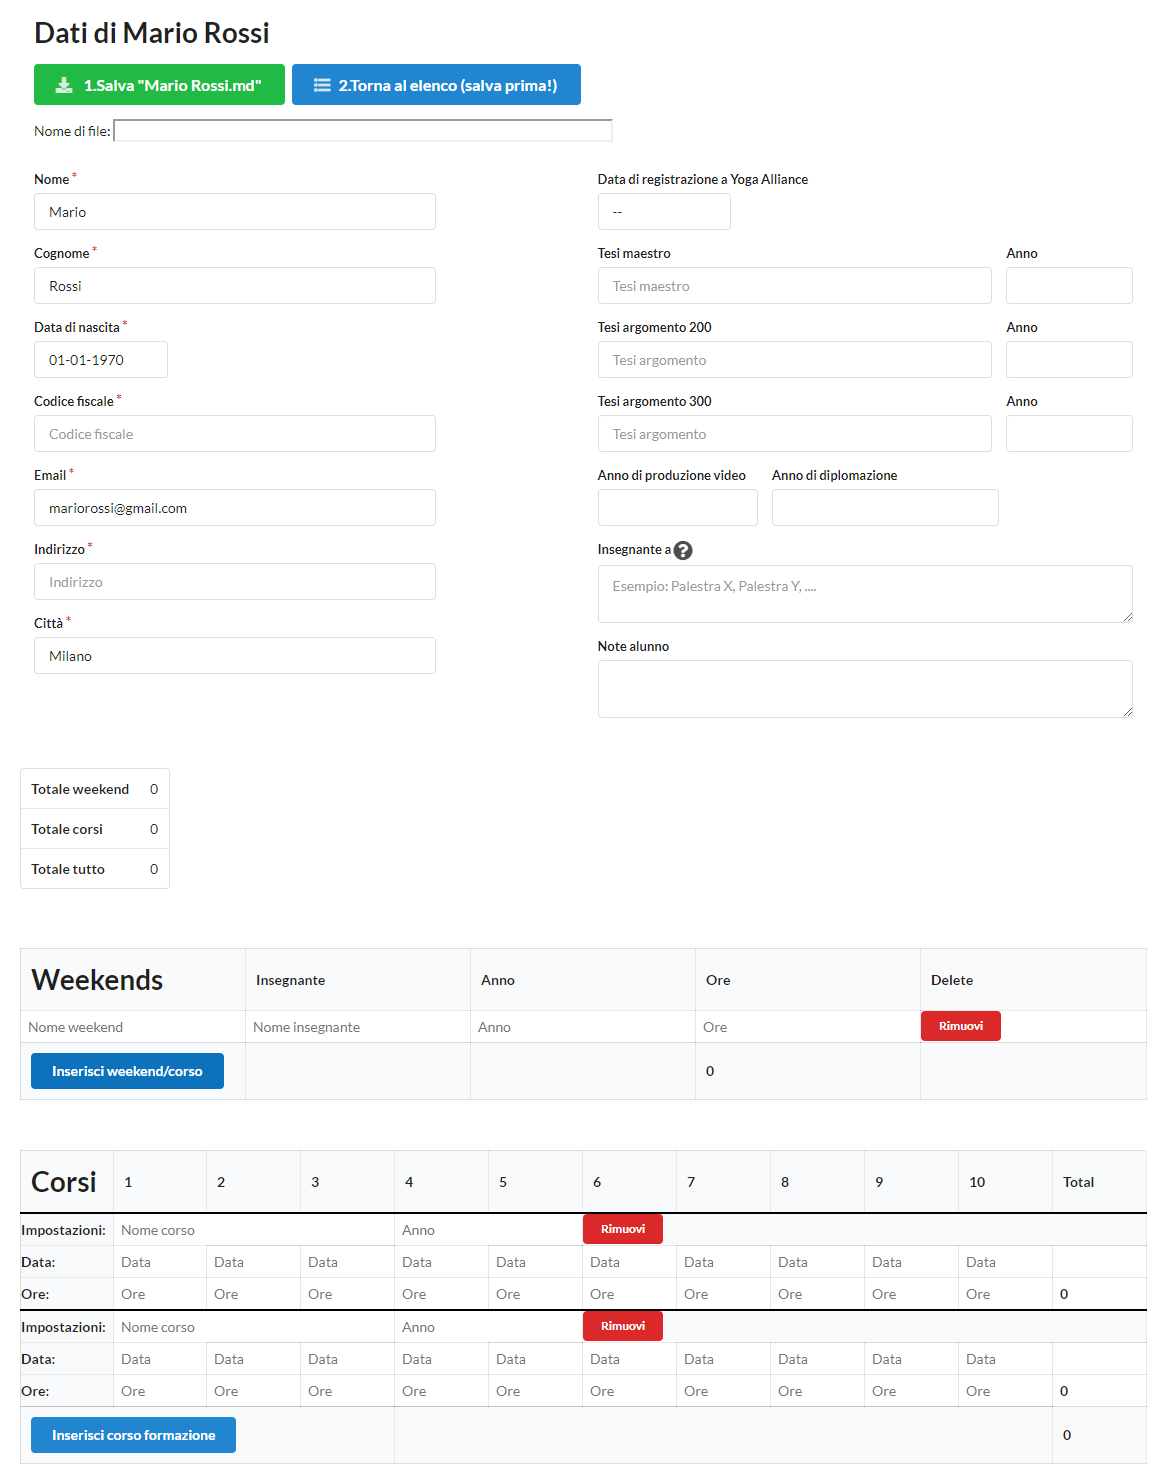 Dati di Mario Rossi
1.Salva "Mario Rossi.md" 2.Torna al elenco (salva prima!)
Nome di file:
Nome *
Mario
Cognome *
Rossi
Data di nascita *
01-01-1970
Codice fiscale *
Codice fiscale
Email *
mariorossi@gmail.com
Indirizzo *
Indirizzo
Città *
Milano
Data di registrazione a Yoga Alliance
--
Tesi maestro Anno
Tesi maestro
Tesi argomento 200 Anno
Tesi argomento
Tesi argomento 300 Anno
Tesi argomento
Anno di produzione video Anno di diplomazione
Insegnante a ?
Esempio: Palestra X, Palestra Y, ....
Note alunno
Totale weekend 0
Totale corsi 0
Totale tutto 0
Weekends Insegnante Anno Ore Delete
Nome weekend Nome insegnante Anno Ore Rimuovi
Inserisci weekend/corso 0
Corsi 1 2 3 4 5 6 7 8 9 10 Total
Impostazioni: Nome corso Anno Rimuovi
Data: Data Data Data Data Data Data Data Data Data Data
Ore: Ore Ore Ore Ore Ore Ore Ore Ore Ore Ore 0
Impostazioni: Nome corso Anno Rimuovi
Data: Data Data Data Data Data Data Data Data Data Data
Ore: Ore Ore Ore Ore Ore Ore Ore Ore Ore Ore 0
Inserisci corso formazione 0